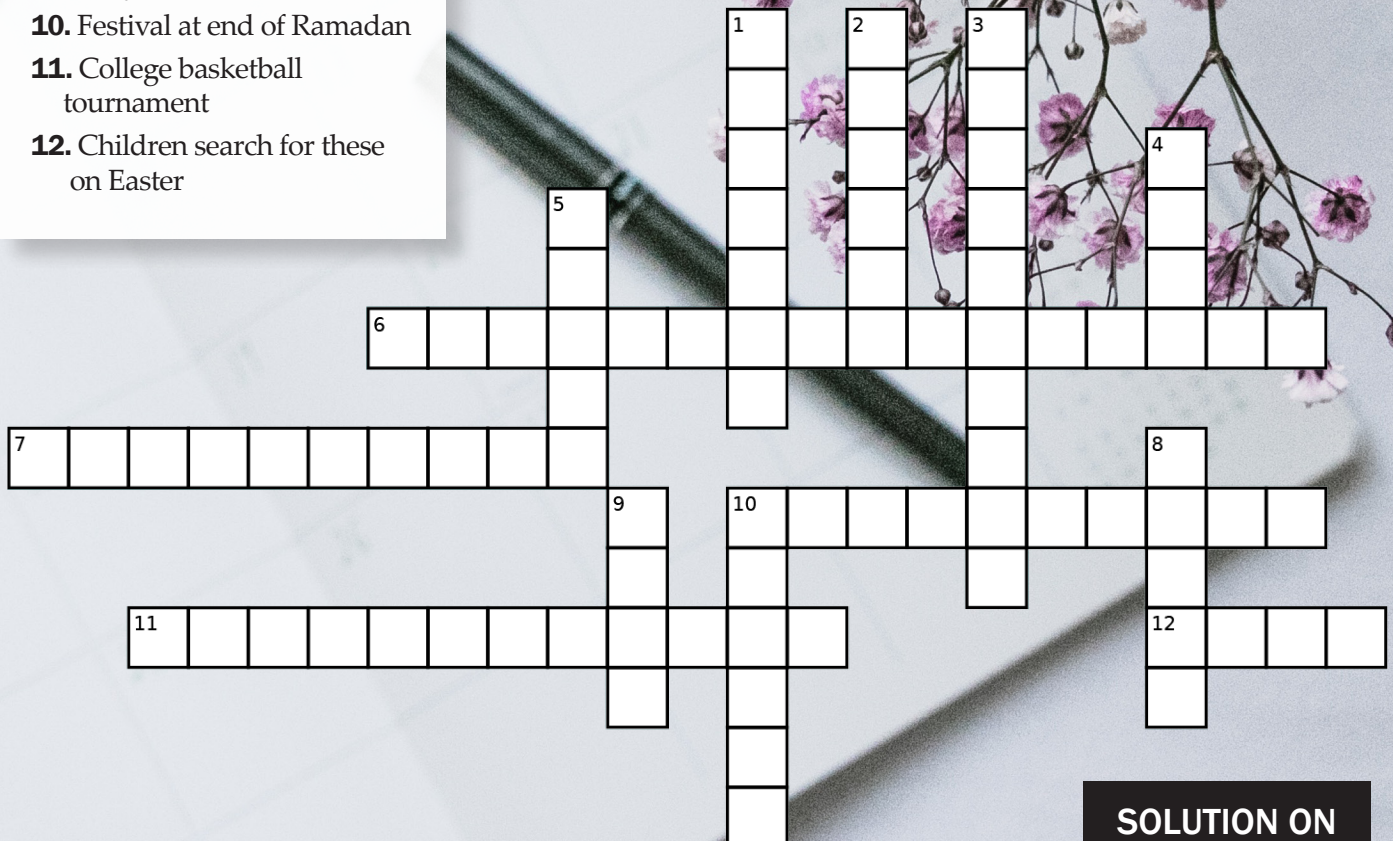 10. Festival at end of Ramadan
11. College basketball
tournament
12. Children search for these
on Easter
1
2
3
4
5
6
7
8
9
10
11
12
SOLUTION ON